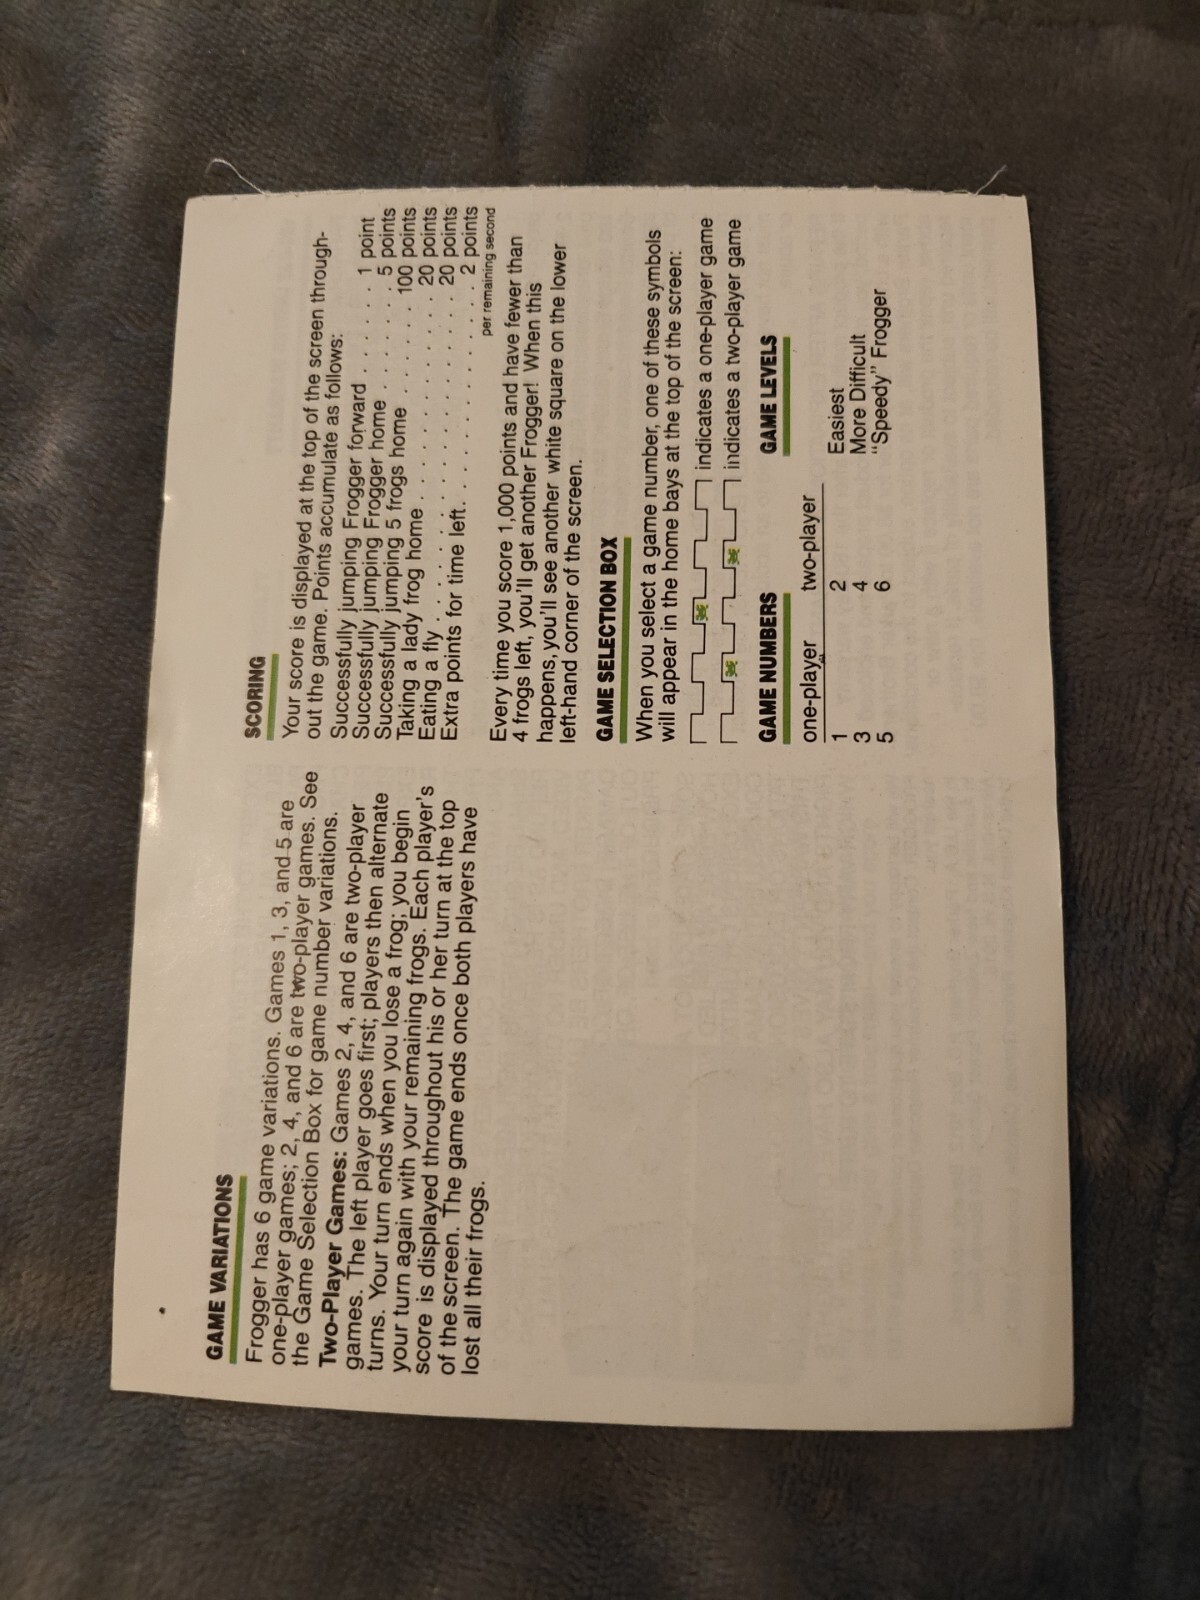 GAME VARIATIONS
Frogger has 6 game variations. Games 1, 3, and 5 are
one-player games; 2, 4, and 6 are two-player games. See
the Game Selection Box for game number variations.
Two-Player Games: Games 2, 4, and 6 are two-player
games. The left player goes first; players then alternate
turns. Your turn ends when you lose a frog; you begin
your turn again with your remaining frogs. Each player's
score is displayed throughout his or her turn at the top
of the screen. The game ends once both players have
lost all their frogs.
SCORING
Your score is displayed at the top of the screen through-
out the game. Points accumulate as follows:
Successfully jumping Frogger forward . . . . . . 1 point
Successfully jumping Frogger home . . . . . . 5 points
Successfully jumping 5 frogs home . . . . . . 100 points
Taking a lady frog home . . . . . . . . . . . . 20 points
Eating a fly . . . . . . . . . . . . . . . . . 20 points
Extra points for time left. . . . . . . . . . . . 2 points
per remaining second
Every time you score 1,000 points and have fewer than
4 frogs left, you'll get another Frogger! When this
happens, you'll see another white square on the lower
left-hand corner of the screen.
GAME SELECTION BOX
When you select a game number, one of these symbols
will appear in the home bays at the top of the screen:
indicates a one-player game
indicates a two-player game
GAME NUMBERS GAME LEVELS
one-player two-player
1 2 Easiest
3 4 More Difficult
5 6 "Speedy" Frogger